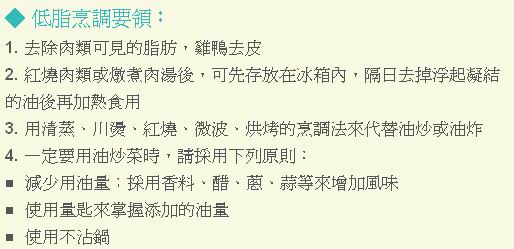 ◆ 低脂烹調要領：
1. 去除肉類可見的脂肪，雞鴨去皮
2. 紅燒肉類或燉煮肉湯後，可先存放在冰箱內，隔日去掉浮起凝結
的油後再加熱食用
3. 用清蒸、川燙、紅燒、微波、烘烤的烹調法來代替油炒或油炸
4. 一定要用油炒菜時，請採用下列原則：
■ 減少用油量；採用香料、醋、蔥、蒜等來增加風味
■ 使用量匙來掌握添加的油量
■ 使用不沾鍋